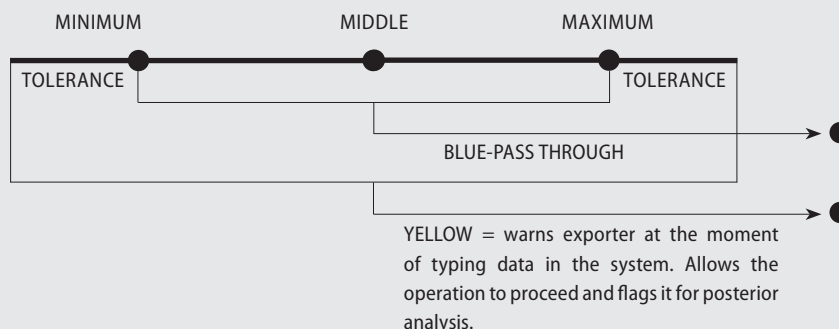 MINIMUM MIDDLE MAXIMUM
TOLERANCE TOLERANCE
BLUE-PASS THROUGH
YELLOW = warns exporter at the moment
of typing data in the system. Allows the
operation to proceed and flags it for posterior
analysis.